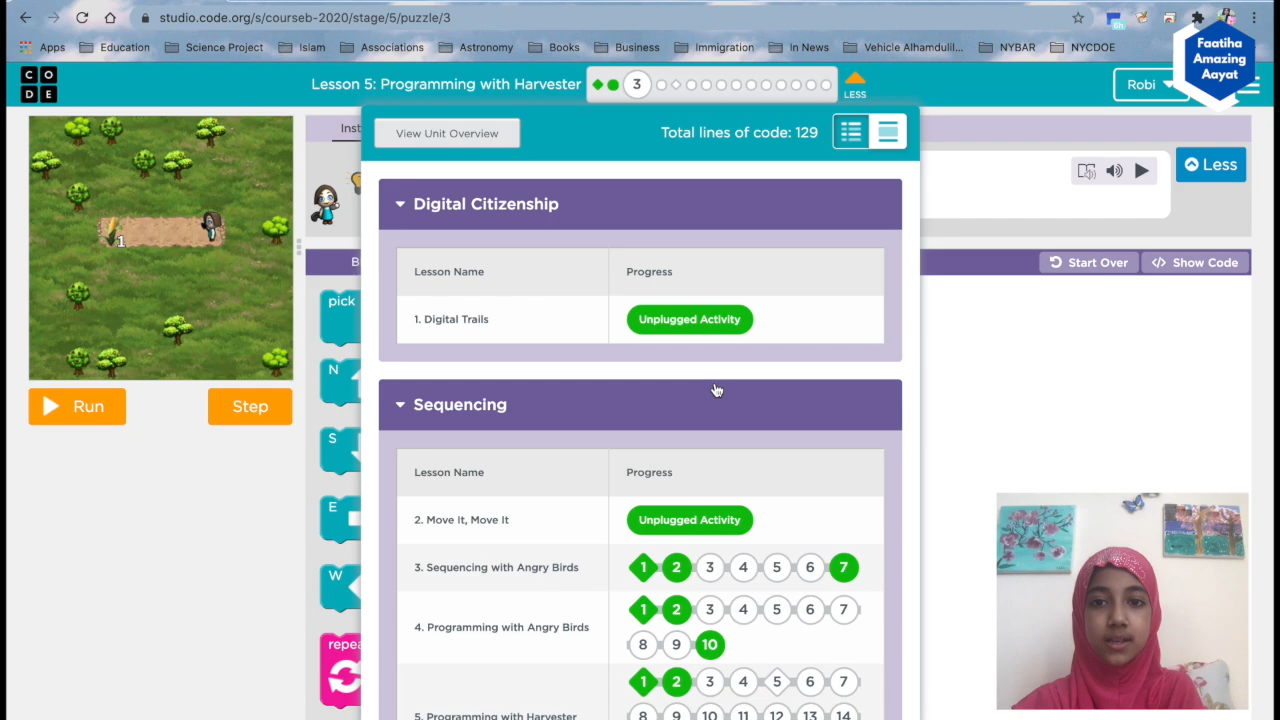 studio.code.org/s/courseb-2020/stage/5/puzzle/3
Apps Education Science Project Islam Associations Astronomy Books Business Immigration In News Vehicle Alhamdulil... NYBAR NYCDOE
Faatiha
Amazing
Aayat
CO
DE
Lesson 5: Programming with Harvester
3
LESS
Robi
View Unit Overview
Total lines of code: 129
Inst
Less
Digital Citizenship
Lesson Name Progress
1. Digital Trails Unplugged Activity
B
Start Over
Show Code
1
pick
N
S
E
W
repea
Run
Step
Sequencing
Lesson Name Progress
2. Move It, Move It Unplugged Activity
3. Sequencing with Angry Birds 1 2 3 4 5 6 7
4. Programming with Angry Birds 1 2 3 4 5 6 7
8 9 10
5. Programming with Harvester 1 2 3 4 5 6 7
8 9 10 11 12 13 14